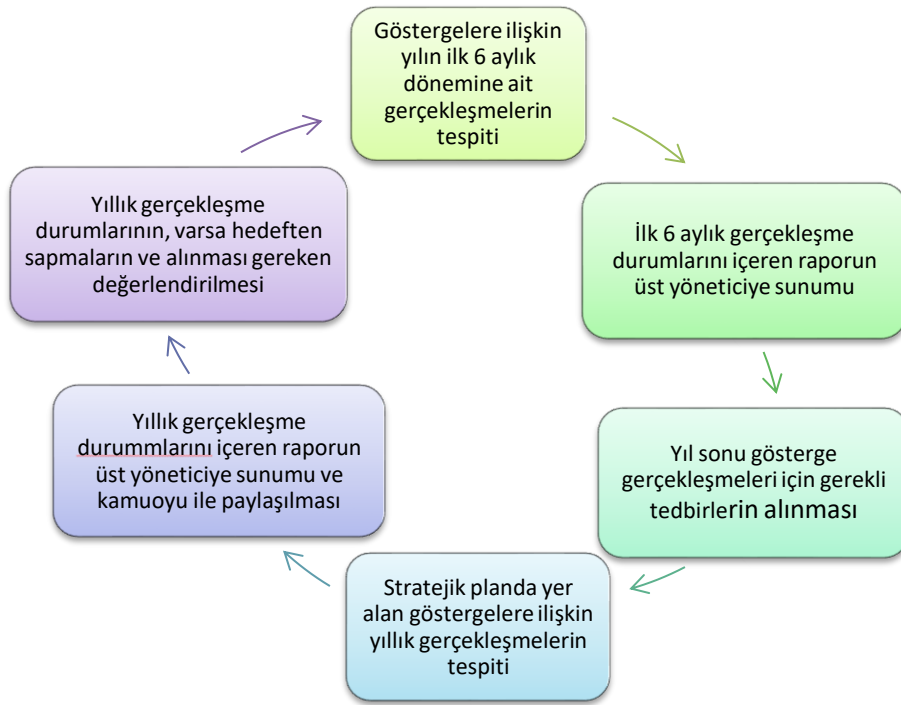 Göstergelere ilişkin
yılın ilk 6 aylık
dönemine ait
gerçekleşmelerin
tespiti
İlk 6 aylık gerçekleşme
durumlarını içeren raporun
üst yöneticiye sunumu
Yıl sonu gösterge
gerçekleşmeleri için gerekli
tedbirlerin alınması
Stratejik planda yer
alan göstergelere ilişkin
yıllık gerçekleşmelerin
tespiti
Yıllık gerçekleşme
durummlarını içeren raporun
üst yöneticiye sunumu ve
kamuoyu ile paylaşılması
Yıllık gerçekleşme
durumlarının, varsa hedeften
sapmaların ve alınması gereken
değerlendirilmesi